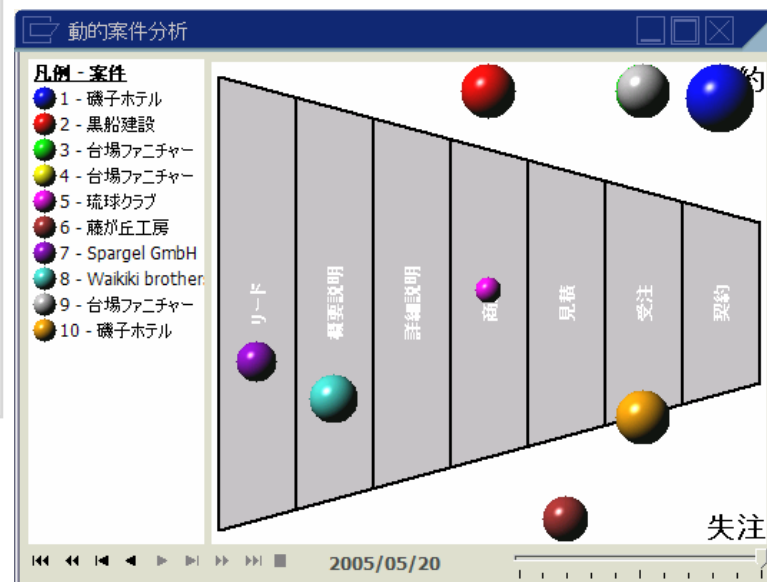 動的案件分析
凡例 - 案件
1 - 磯子ホテル
2 - 黒船建設
3 - 台場ファニチャー
4 - 台場ファニチャー
5 - 琉球クラブ
6 - 藤が丘工房
7 - Spargel GmbH
8 - Waikiki brother
9 - 台場ファニチャー
10 - 磯子ホテル
約
リード
概要説明
詳細説明
商
見積
受注
契約
失注
2005/05/20